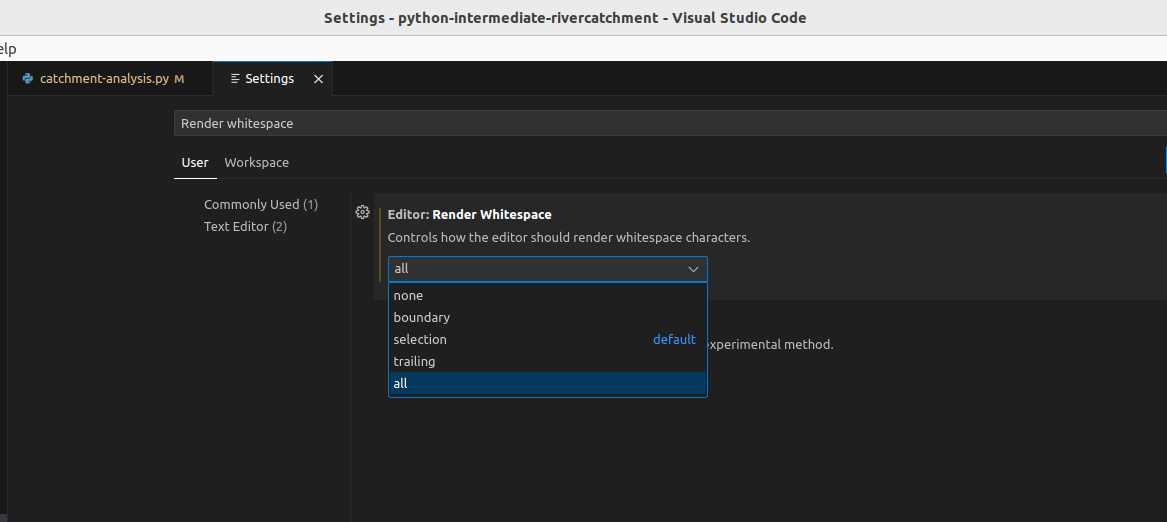 Settings - python-intermediate-rivercatchment - Visual Studio Code
elp
catchment-analysis.py M
Settings
Render whitespace
User Workspace
Commonly Used (1)
Text Editor (2)
Editor: Render Whitespace
Controls how the editor should render whitespace characters.
all
none
boundary
selection default
experimental method.
trailing
all